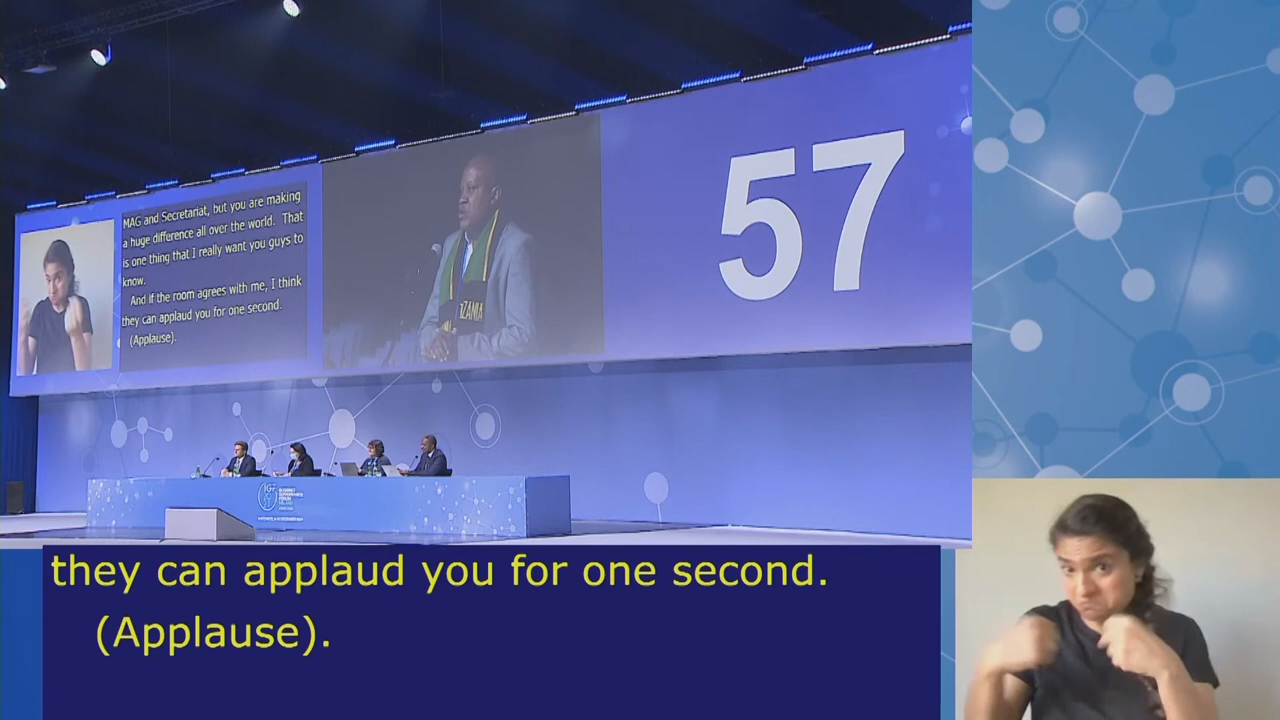 MAG and Secretariat, but you are making
a huge difference all over the world. That
is one thing that I really want you guys to
know.
And if the room agrees with me, I think
they can applaud you for one second.
(Applause).
57
ZANIA
they can applaud you for one second.
(Applause).